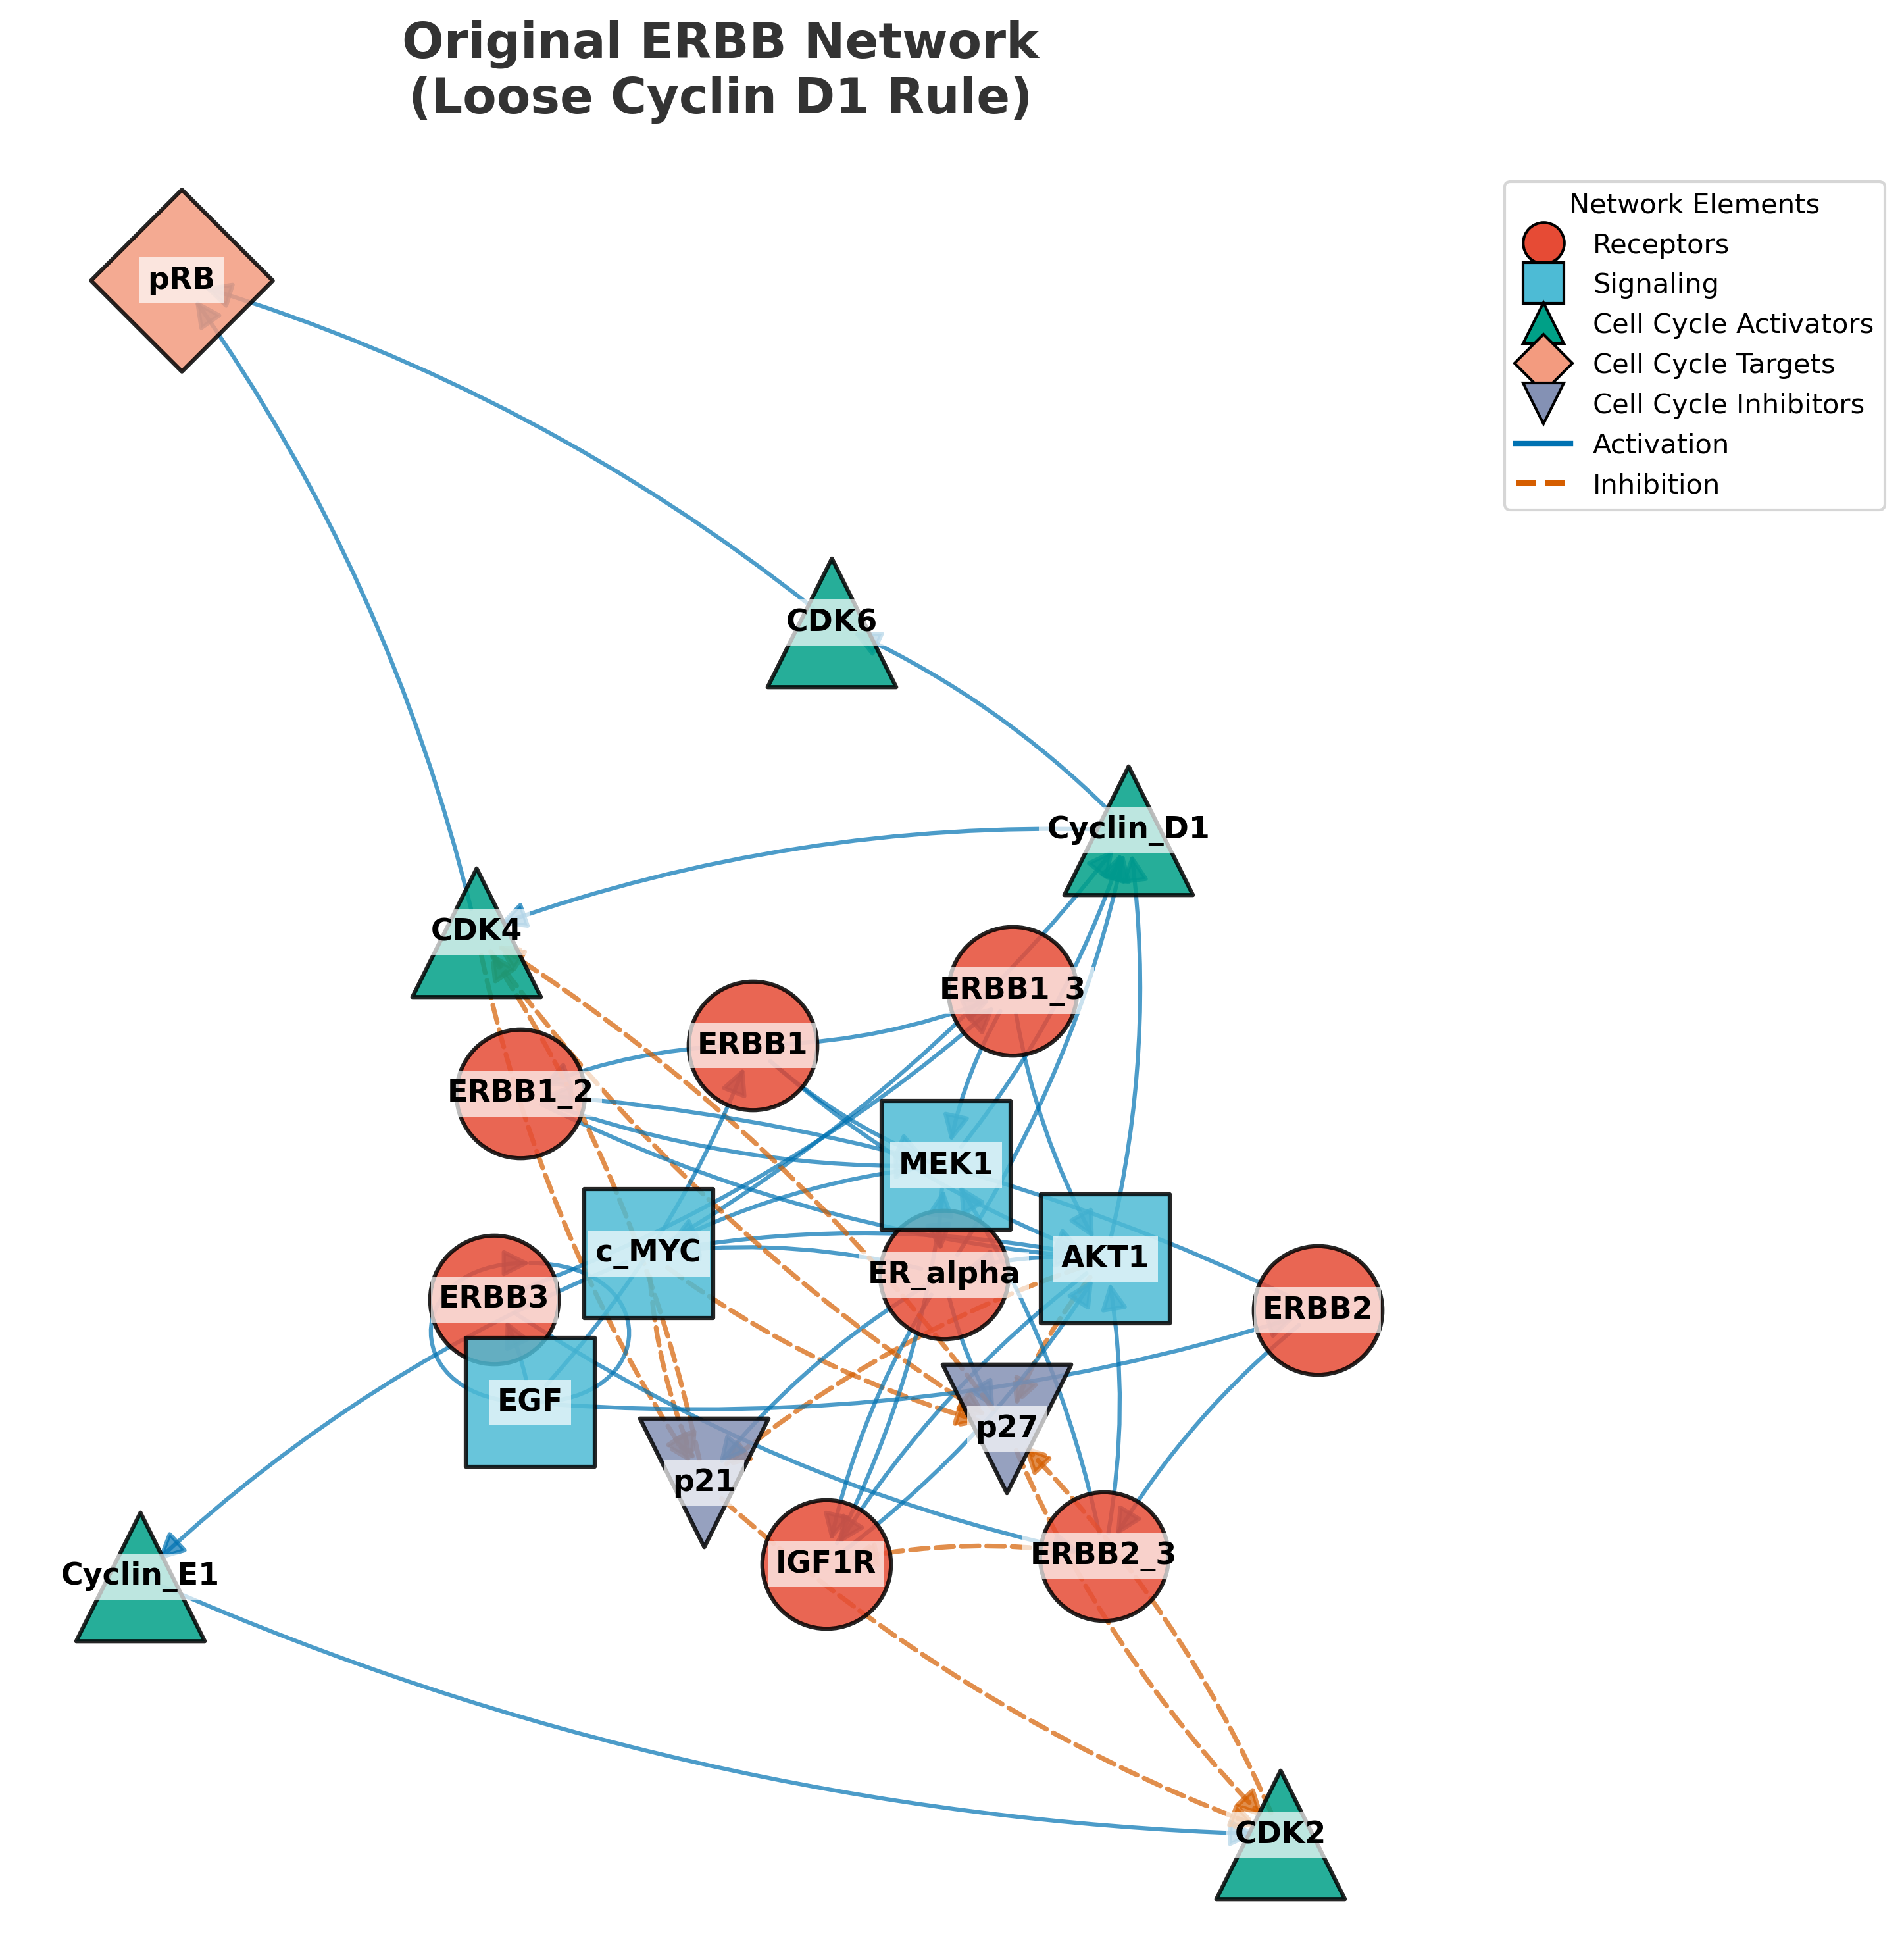 Original ERBB Network
(Loose Cyclin D1 Rule)
Network Elements
Receptors
Signaling
Cell Cycle Activators
Cell Cycle Targets
Cell Cycle Inhibitors
Activation
Inhibition
pRB
CDK6
Cyclin_D1
CDK4
ERBB1_3
ERBB1
ERBB1_2
MEK1
c_MYC
AKT1
ER_alpha
ERBB3
ERBB2
EGF
p27
p21
ERBB2_3
IGF1R
Cyclin_E1
CDK2